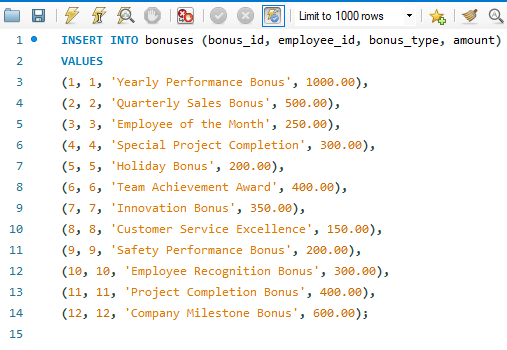 Limit to 1000 rows
1 INSERT INTO bonuses (bonus_id, employee_id, bonus_type, amount)
2 VALUES
3 (1, 1, 'Yearly Performance Bonus', 1000.00),
4 (2, 2, 'Quarterly Sales Bonus', 500.00),
5 (3, 3, 'Employee of the Month', 250.00),
6 (4, 4, 'Special Project Completion', 300.00),
7 (5, 5, 'Holiday Bonus', 200.00),
8 (6, 6, 'Team Achievement Award', 400.00),
9 (7, 7, 'Innovation Bonus', 350.00),
10 (8, 8, 'Customer Service Excellence', 150.00),
11 (9, 9, 'Safety Performance Bonus', 200.00),
12 (10, 10, 'Employee Recognition Bonus', 300.00),
13 (11, 11, 'Project Completion Bonus', 400.00),
14 (12, 12, 'Company Milestone Bonus', 600.00);
15